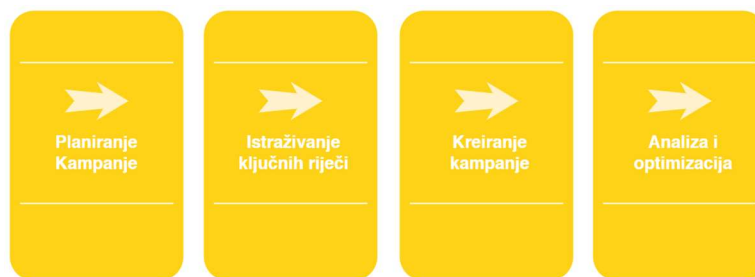 Planiranje
Kampanje
Istraživanje
ključnih riječi
Kreiranje
kampanje
Analiza i
optimizacija